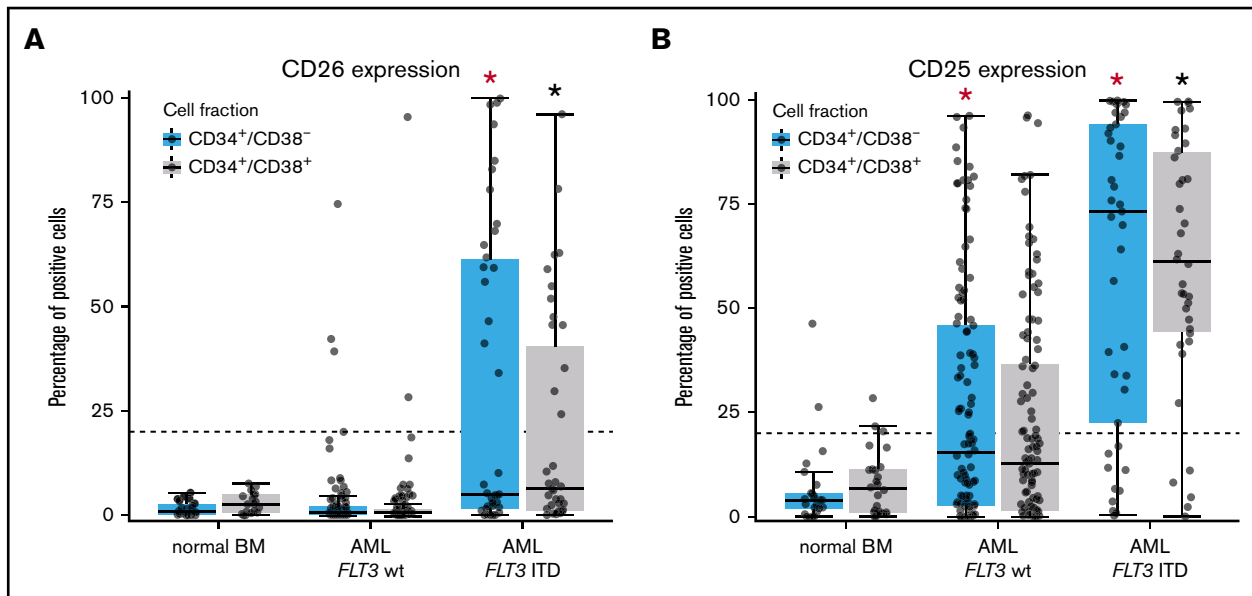 A
CD26 expression
*
*
Cell fraction
CD34+/CD38−
CD34+/CD38+
Percentage of positive cells
100
75
50
25
0
normal BM
AML
FLT3 wt
AML
FLT3 ITD
B
CD25 expression
*
*
*
Cell fraction
CD34+/CD38−
CD34+/CD38+
Percentage of positive cells
100
75
50
25
0
normal BM
AML
FLT3 wt
AML
FLT3 ITD